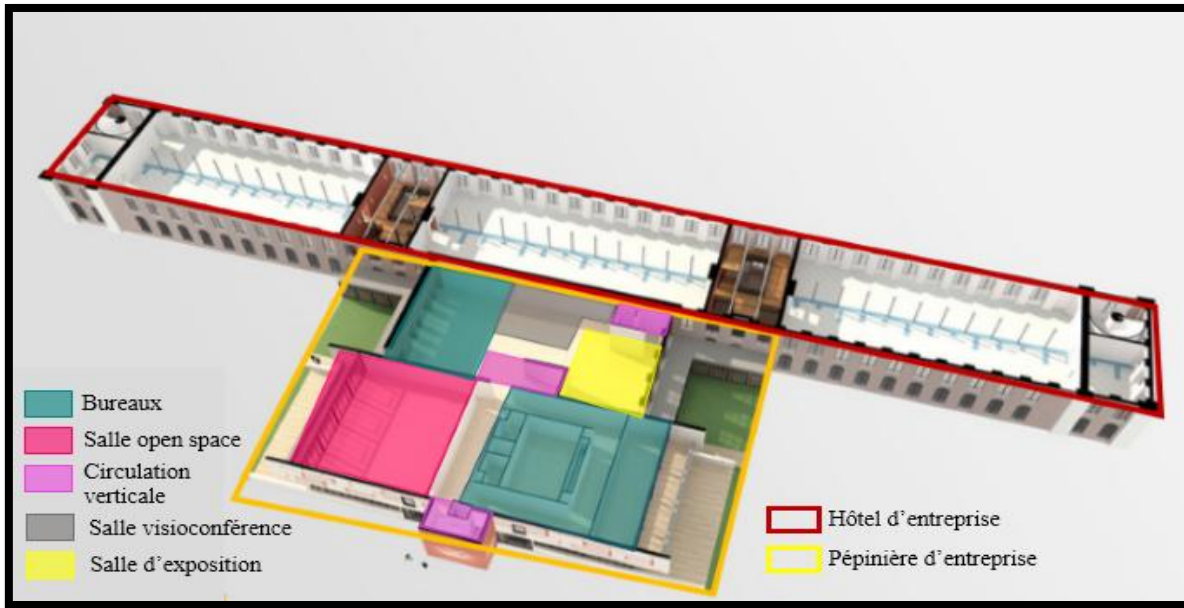 Bureaux
Salle open space
Circulation
verticale
Salle visioconférence
Salle d'exposition
Hôtel d'entreprise
Pépinière d'entreprise